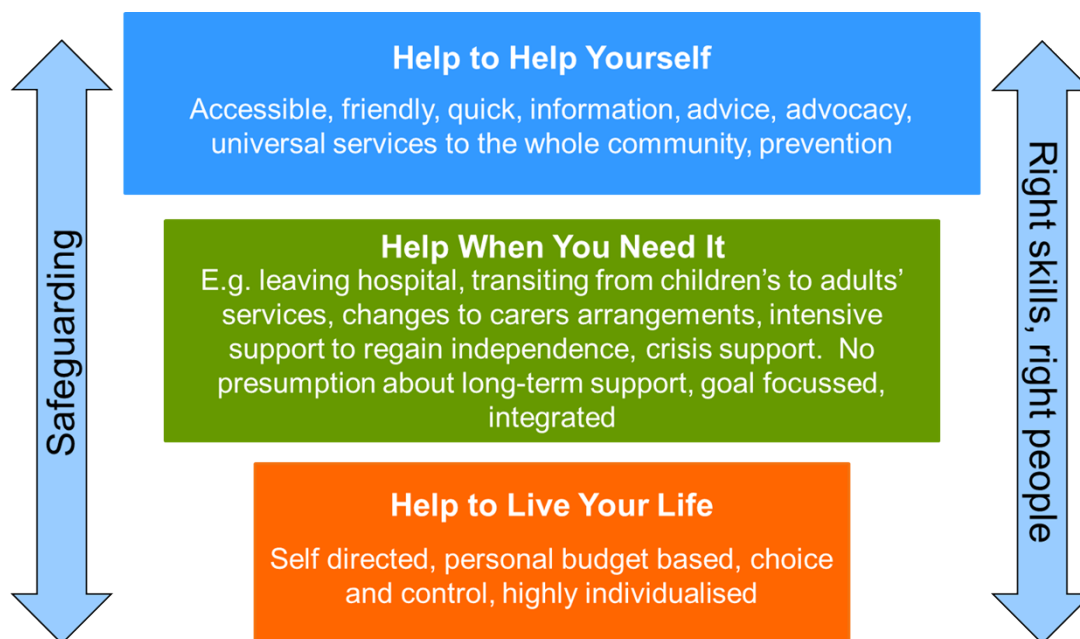 Safeguarding
Help to Help Yourself
Accessible, friendly, quick, information, advice, advocacy,
universal services to the whole community, prevention
Help When You Need It
E.g. leaving hospital, transiting from children’s to adults’
services, changes to carers arrangements, intensive
support to regain independence, crisis support.  No
presumption about long-term support, goal focussed,
integrated
Help to Live Your Life
Self directed, personal budget based, choice
and control, highly individualised
Right skills, right people